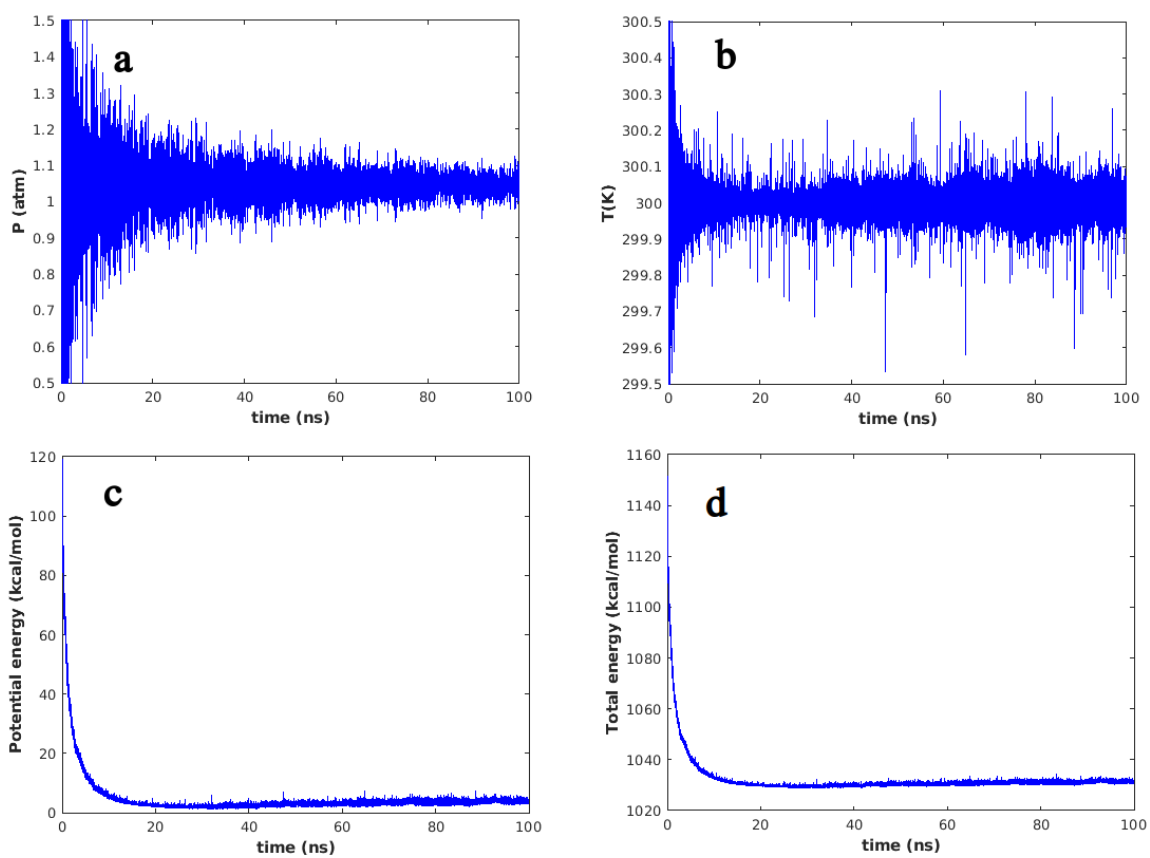 a
1.5
1.4
1.3
1.2
1.1
1
0.9
0.8
0.7
0.6
0.5
P (atm)
0 20 40 60 80 100
time (ns)
b
300.5
300.4
300.3
300.2
300.1
300
299.9
299.8
299.7
299.6
299.5
T(K)
0 20 40 60 80 100
time (ns)
c
120
100
80
60
40
20
0
Potential energy (kcal/mol)
0 20 40 60 80 100
time (ns)
d
1160
1140
1120
1100
1080
1060
1040
1020
Total energy (kcal/mol)
0 20 40 60 80 100
time (ns)